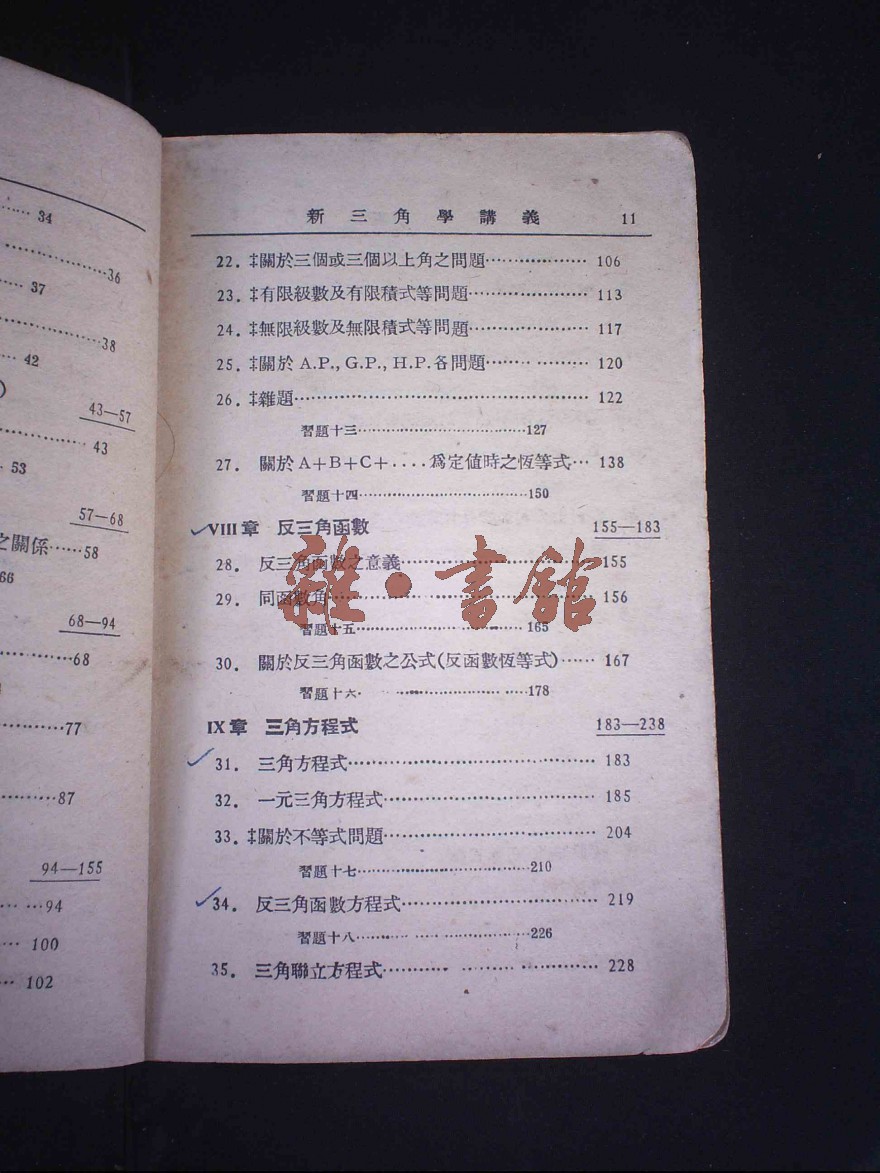 34
36
37
38
42
)
43—57
43
53
57—68
之關係……58
66
68—94
68
77
87
94—155
94
100
102
新三角學講義 11
22. ‡關於三個或三個以上角之問題………………106
23. ‡有限級數及有限積式等問題…………………113
24. ‡無限級數及無限積式等問題…………………117
25. ‡關於 A.P., G.P., H.P. 各問題………………120
26. ‡雜題……………………………………………122
習題十三……………………………127
27. 關於 A+B+C+....爲定值時之恆等式…138
習題十四……………………………150
VIII章 反三角函數 155—183
28. 反三角函數之意義……………………………155
29. 同函數角………………………………………156
習題十五……………………………165
30. 關於反三角函數之公式(反函數恆等式)……167
習題十六……………………………178
IX章 三角方程式 183—238
31. 三角方程式……………………………………183
32. 一元三角方程式………………………………185
33. ‡關於不等式問題………………………………204
習題十七……………………………210
34. 反三角函數方程式……………………………219
習題十八……………………………226
35. 三角聯立方程式………………………………228
雜·書館